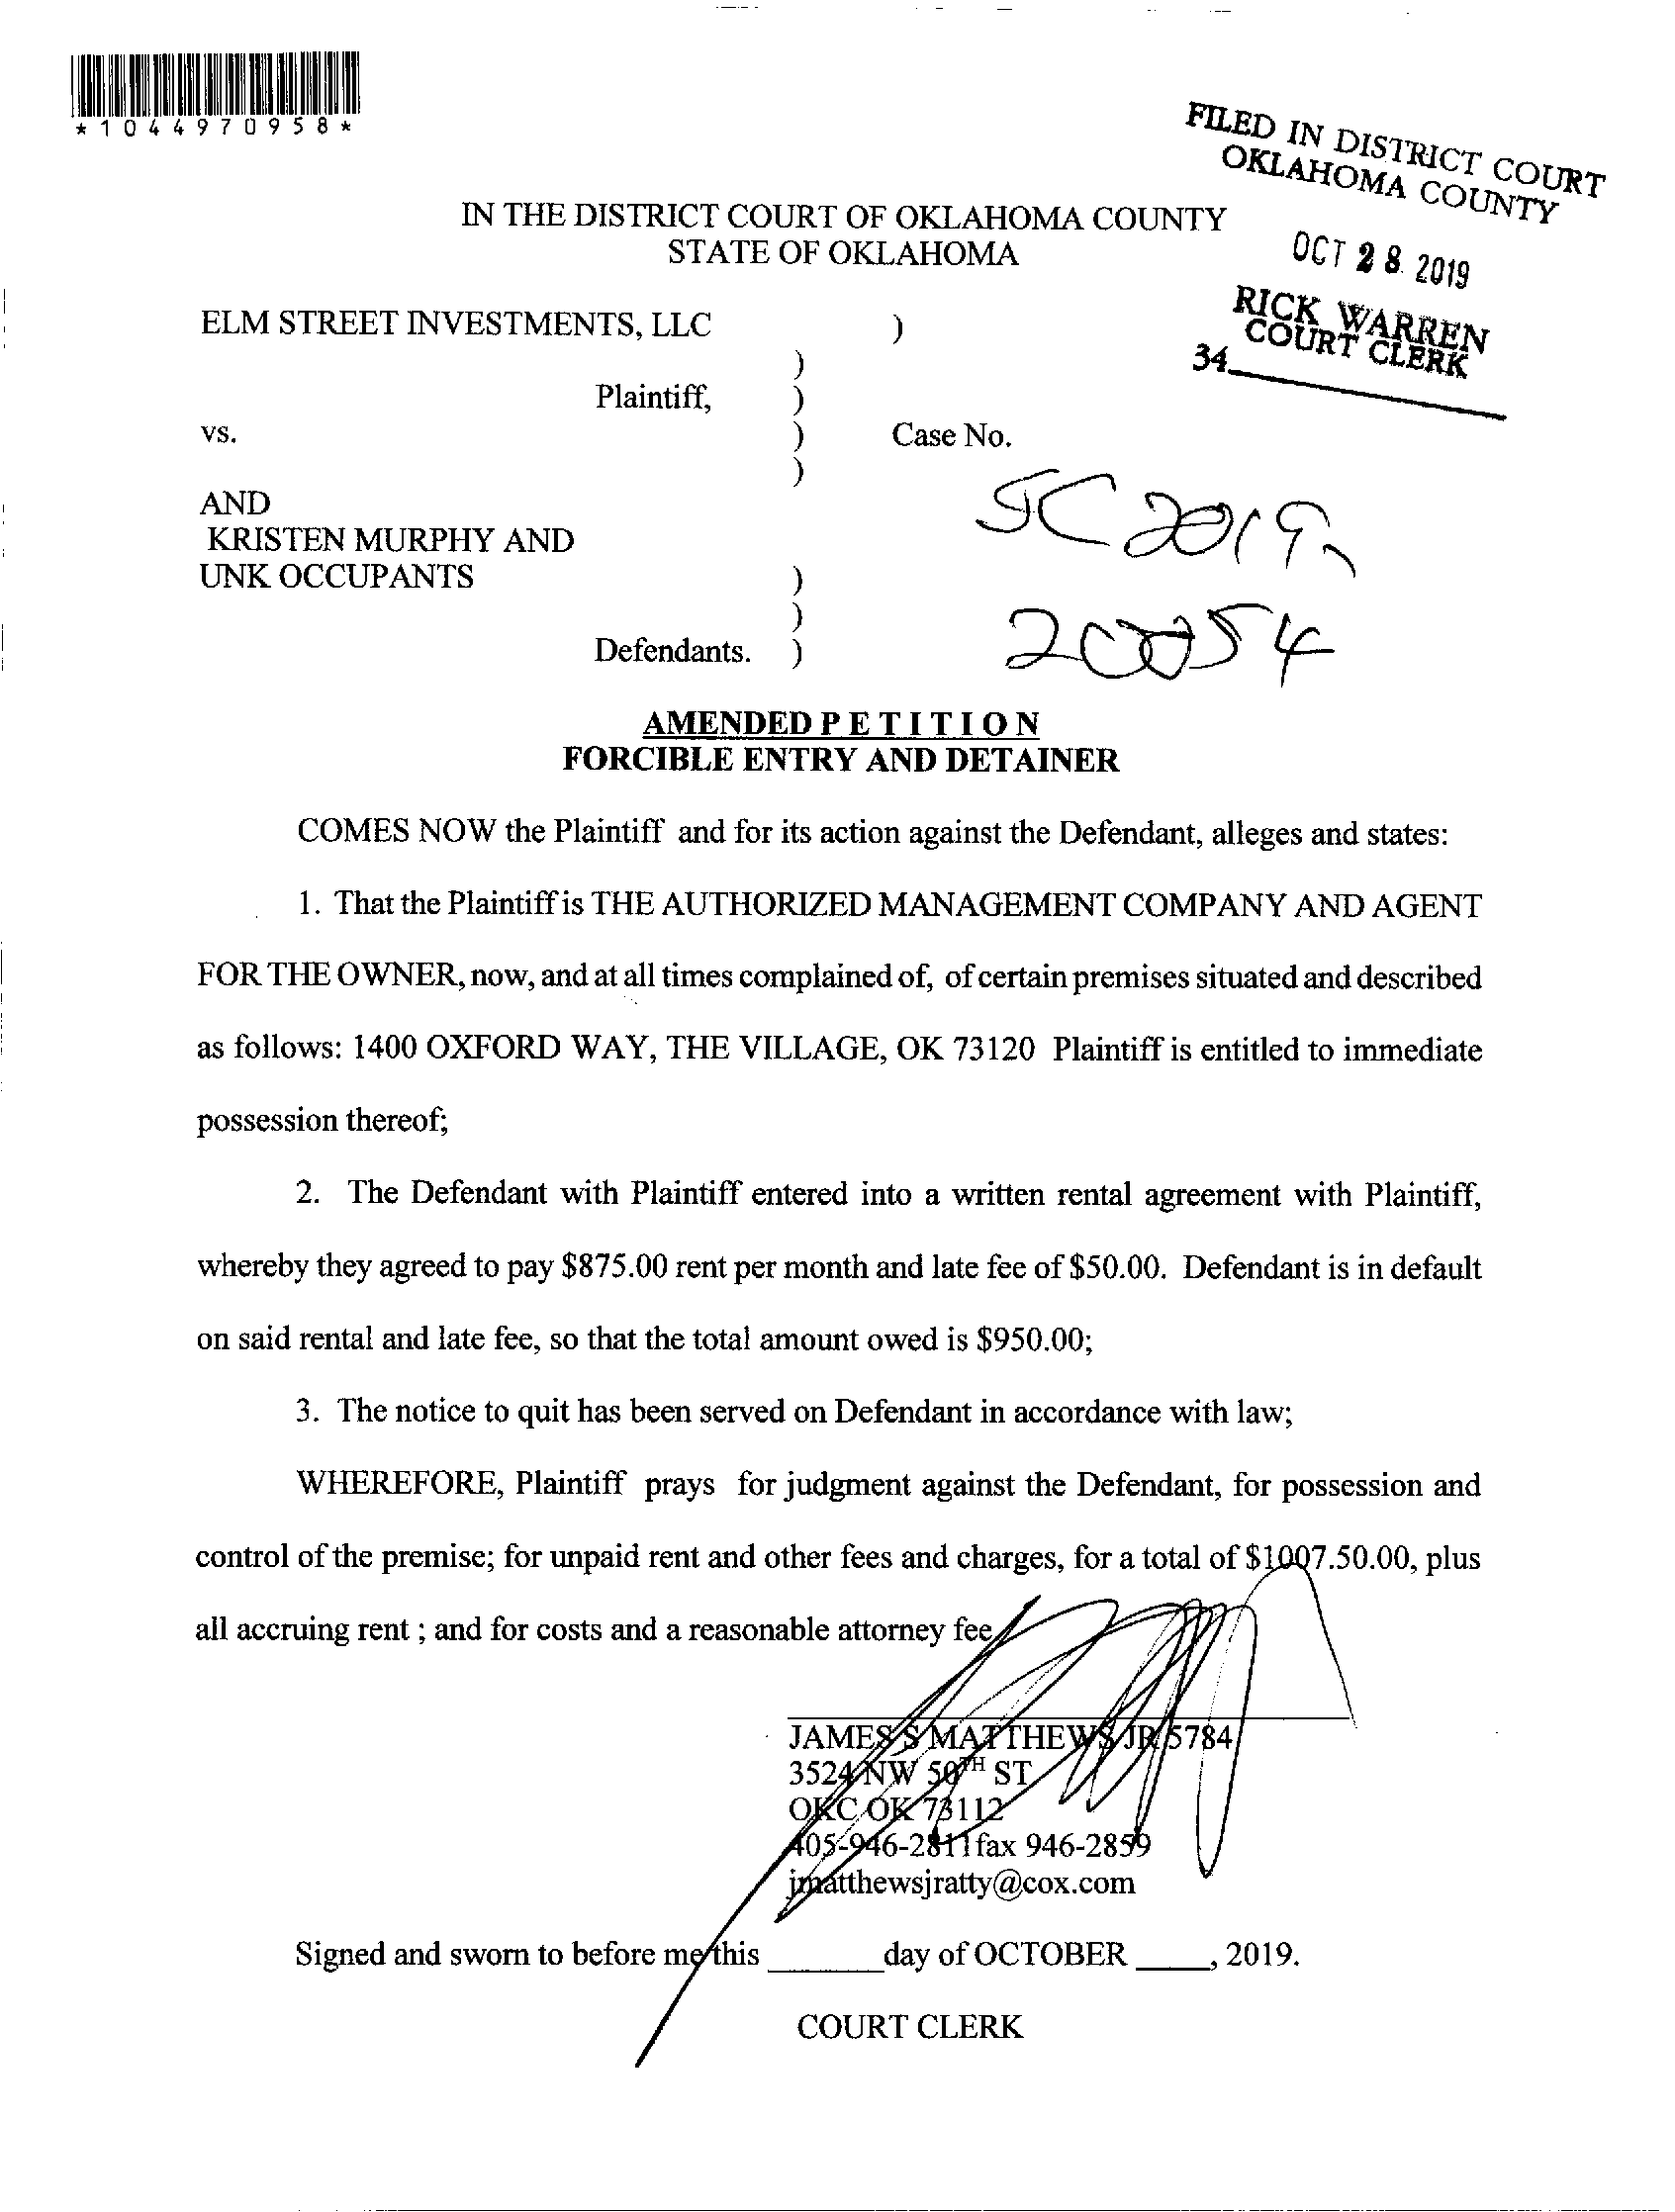 *1044970958*
FILED IN DISTRICT COURT
OKLAHOMA COUNTY
OCT 28 2019
RICK WARREN
COURT CLERK
34
IN THE DISTRICT COURT OF OKLAHOMA COUNTY
STATE OF OKLAHOMA
ELM STREET INVESTMENTS, LLC )
)
Plaintiff, )
vs. ) Case No.
)
SC 2019-
20054
AND
KRISTEN MURPHY AND
UNK OCCUPANTS )
)
Defendants. )
AMENDED P E T I T I O N
FORCIBLE ENTRY AND DETAINER
COMES NOW the Plaintiff and for its action against the Defendant, alleges and states:
1. That the Plaintiff is THE AUTHORIZED MANAGEMENT COMPANY AND AGENT
FOR THE OWNER, now, and at all times complained of, of certain premises situated and described
as follows: 1400 OXFORD WAY, THE VILLAGE, OK 73120 Plaintiff is entitled to immediate
possession thereof;
2. The Defendant with Plaintiff entered into a written rental agreement with Plaintiff,
whereby they agreed to pay $875.00 rent per month and late fee of $50.00. Defendant is in default
on said rental and late fee, so that the total amount owed is $950.00;
3. The notice to quit has been served on Defendant in accordance with law;
WHEREFORE, Plaintiff prays for judgment against the Defendant, for possession and
control of the premise; for unpaid rent and other fees and charges, for a total of $1007.50.00, plus
all accruing rent ; and for costs and a reasonable attorney fee
JAMES S MATTHEWS JR 5784
3524 NW 50TH ST
OKC OK 73112
405-946-2811 fax 946-2859
jmatthewsjratty@cox.com
Signed and sworn to before me this ______ day of OCTOBER ____, 2019.
COURT CLERK